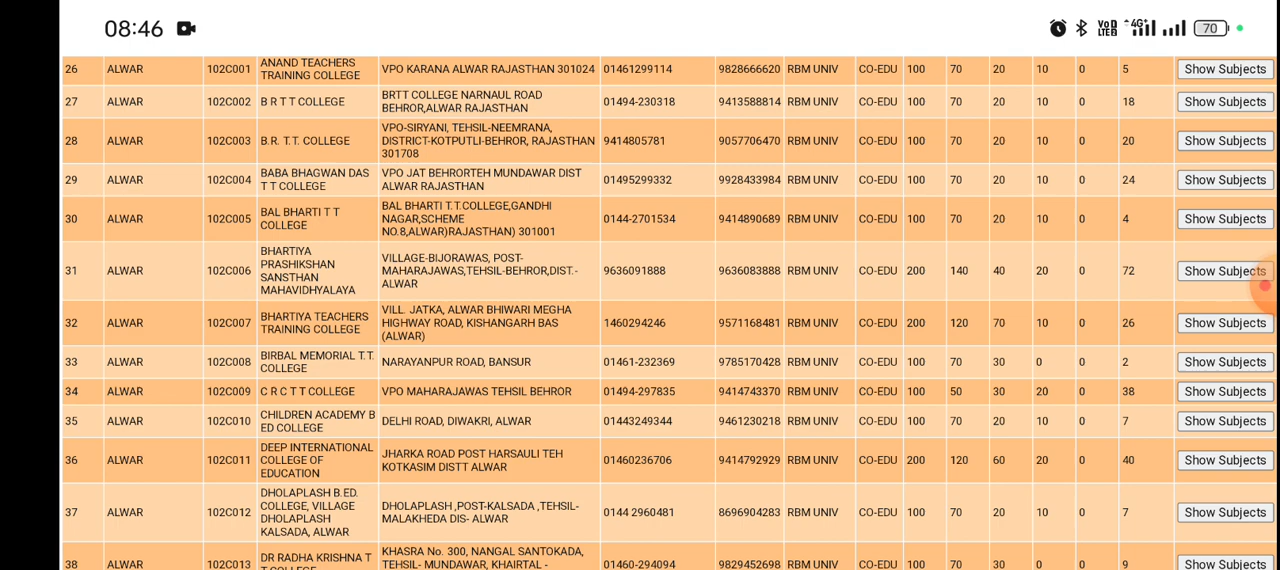 08:46 VoD LTE2 4G+ 70
26 ALWAR 102C001 ANAND TEACHERS TRAINING COLLEGE VPO KARANA ALWAR RAJASTHAN 301024 01461299114 9828666620 RBM UNIV CO-EDU 100 70 20 10 0 5 Show Subjects
27 ALWAR 102C002 B R T T COLLEGE BRTT COLLEGE NARNAUL ROAD BEHROR,ALWAR RAJASTHAN 01494-230318 9413588814 RBM UNIV CO-EDU 100 70 20 10 0 18 Show Subjects
28 ALWAR 102C003 B.R. T.T. COLLEGE VPO-SIRYANI, TEHSIL-NEEMRANA, DISTRICT-KOTPUTLI-BEHROR, RAJASTHAN 301708 9414805781 9057706470 RBM UNIV CO-EDU 100 70 20 10 0 20 Show Subjects
29 ALWAR 102C004 BABA BHAGWAN DAS T T COLLEGE VPO JAT BEHRORTEH MUNDAWAR DIST ALWAR RAJASTHAN 01495299332 9928433984 RBM UNIV CO-EDU 100 70 20 10 0 24 Show Subjects
30 ALWAR 102C005 BAL BHARTI T T COLLEGE BAL BHARTI T.T.COLLEGE,GANDHI NAGAR,SCHEME NO.8,ALWAR)RAJASTHAN) 301001 0144-2701534 9414890689 RBM UNIV CO-EDU 100 70 20 10 0 4 Show Subjects
31 ALWAR 102C006 BHARTIYA PRASHIKSHAN SANSTHAN MAHAVIDHYALAYA VILLAGE-BIJORAWAS, POST-MAHARAJAWAS,TEHSIL-BEHROR,DIST.-ALWAR 9636091888 9636083888 RBM UNIV CO-EDU 200 140 40 20 0 72 Show Subjects
32 ALWAR 102C007 BHARTIYA TEACHERS TRAINING COLLEGE VILL. JATKA, ALWAR BHIWARI MEGHA HIGHWAY ROAD, KISHANGARH BAS (ALWAR) 1460294246 9571168481 RBM UNIV CO-EDU 200 120 70 10 0 26 Show Subjects
33 ALWAR 102C008 BIRBAL MEMORIAL T.T. COLLEGE NARAYANPUR ROAD, BANSUR 01461-232369 9785170428 RBM UNIV CO-EDU 100 70 30 0 0 2 Show Subjects
34 ALWAR 102C009 C R C T T COLLEGE VPO MAHARAJAWAS TEHSIL BEHROR 01494-297835 9414743370 RBM UNIV CO-EDU 100 50 30 20 0 38 Show Subjects
35 ALWAR 102C010 CHILDREN ACADEMY B ED COLLEGE DELHI ROAD, DIWAKRI, ALWAR 01443249344 9461230218 RBM UNIV CO-EDU 100 70 20 10 0 7 Show Subjects
36 ALWAR 102C011 DEEP INTERNATIONAL COLLEGE OF EDUCATION JHARKA ROAD POST HARSAULI TEH KOTKASIM DISTT ALWAR 01460236706 9414792929 RBM UNIV CO-EDU 200 120 60 20 0 40 Show Subjects
37 ALWAR 102C012 DHOLAPLASH B.ED. COLLEGE, VILLAGE DHOLAPLASH KALSADA, ALWAR DHOLAPLASH ,POST-KALSADA ,TEHSIL-MALAKHEDA DIS- ALWAR 0144 2960481 8696904283 RBM UNIV CO-EDU 100 70 20 10 0 7 Show Subjects
38 ALWAR 102C013 DR RADHA KRISHNA T T COLLEGE KHASRA No. 300, NANGAL SANTOKADA, TEHSIL- MUNDAWAR, KHAIRTAL - 01460-294094 9829452698 RBM UNIV CO-EDU 100 70 30 0 0 9 Show Subjects